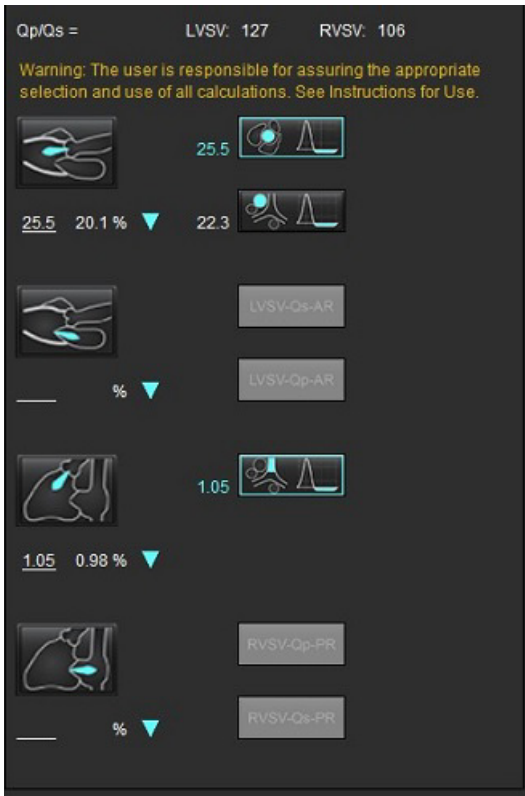 Qp/Qs = LVSV: 127 RVSV: 106
Warning: The user is responsible for assuring the appropriate
selection and use of all calculations. See Instructions for Use.
25.5
25.5 20.1 % 22.3
LVSV-Qs-AR
LVSV-Qp-AR
%
1.05
1.05 0.98 %
RVSV-Qp-PR
RVSV-Qs-PR
%